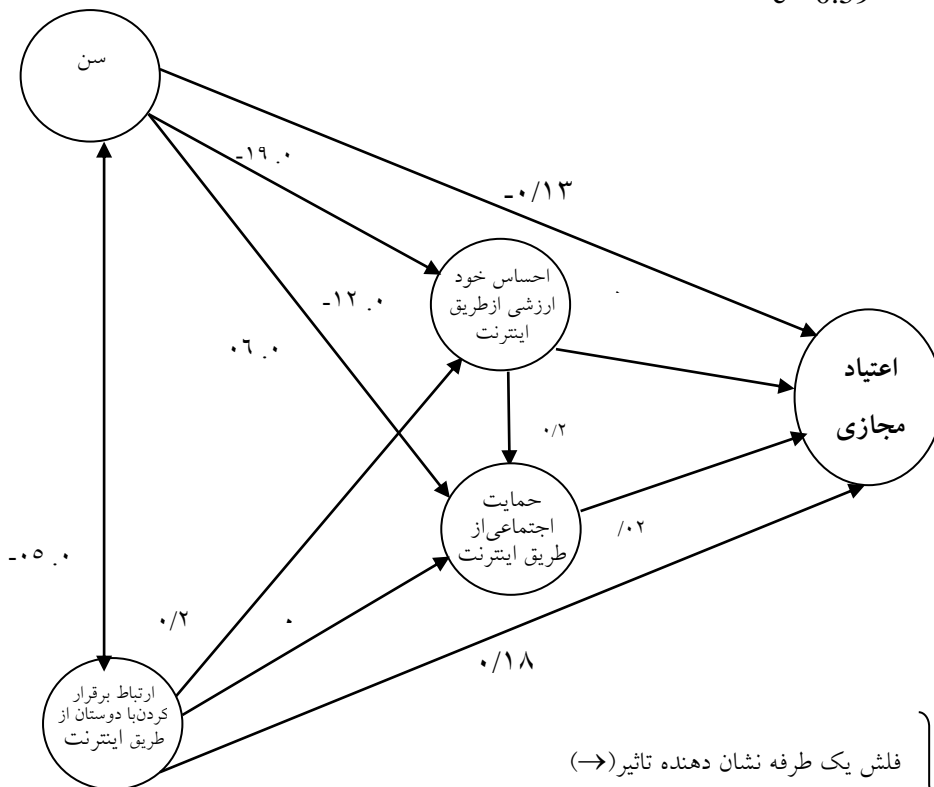 سن
-۱۹ .۰
-۰/۱۳
احساس خود
ارزشی ازطریق
اینترنت
-۱۲ .۰
۰۶ .۰
اعتیاد
مجازی
۰/۲
حمایت
اجتماعی‌از
طریق اینترنت
/۰۲
-۰۵ .۰
۰/۲
۰
۰/۱۸
ارتباط برقرار
کردن‌با دوستان از
طریق اینترنت
فلش یک طرفه نشان دهنده تاثیر(→)